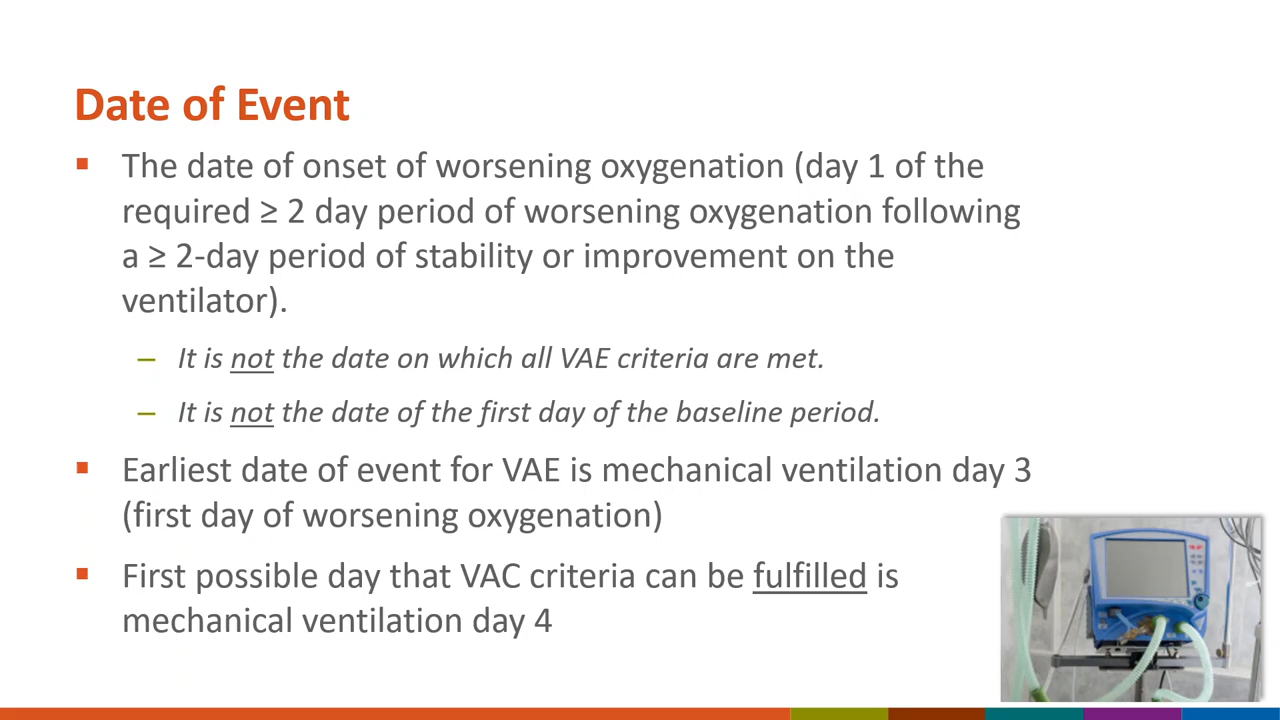 Date of Event
▪ The date of onset of worsening oxygenation (day 1 of the
required ≥ 2 day period of worsening oxygenation following
a ≥ 2-day period of stability or improvement on the
ventilator).
– It is not the date on which all VAE criteria are met.
– It is not the date of the first day of the baseline period.
▪ Earliest date of event for VAE is mechanical ventilation day 3
(first day of worsening oxygenation)
▪ First possible day that VAC criteria can be fulfilled is
mechanical ventilation day 4